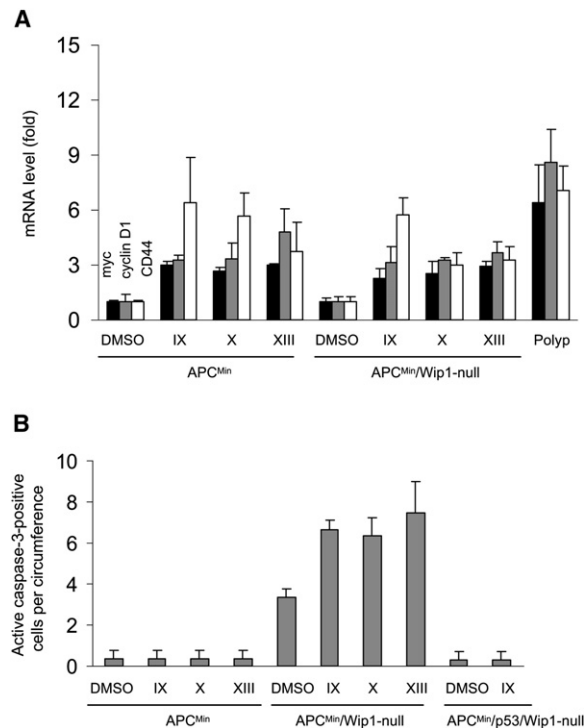 A
mRNA level (fold)
15
12
9
6
3
0
myc
cyclin D1
CD44
DMSO IX X XIII DMSO IX X XIII Polyp
APCMin APCMin/Wip1-null
B
Active caspase-3-positive
cells per circumference
10
8
6
4
2
0
DMSO IX X XIII DMSO IX X XIII DMSO IX
APCMin APCMin/Wip1-null APCMin/p53/Wip1-null